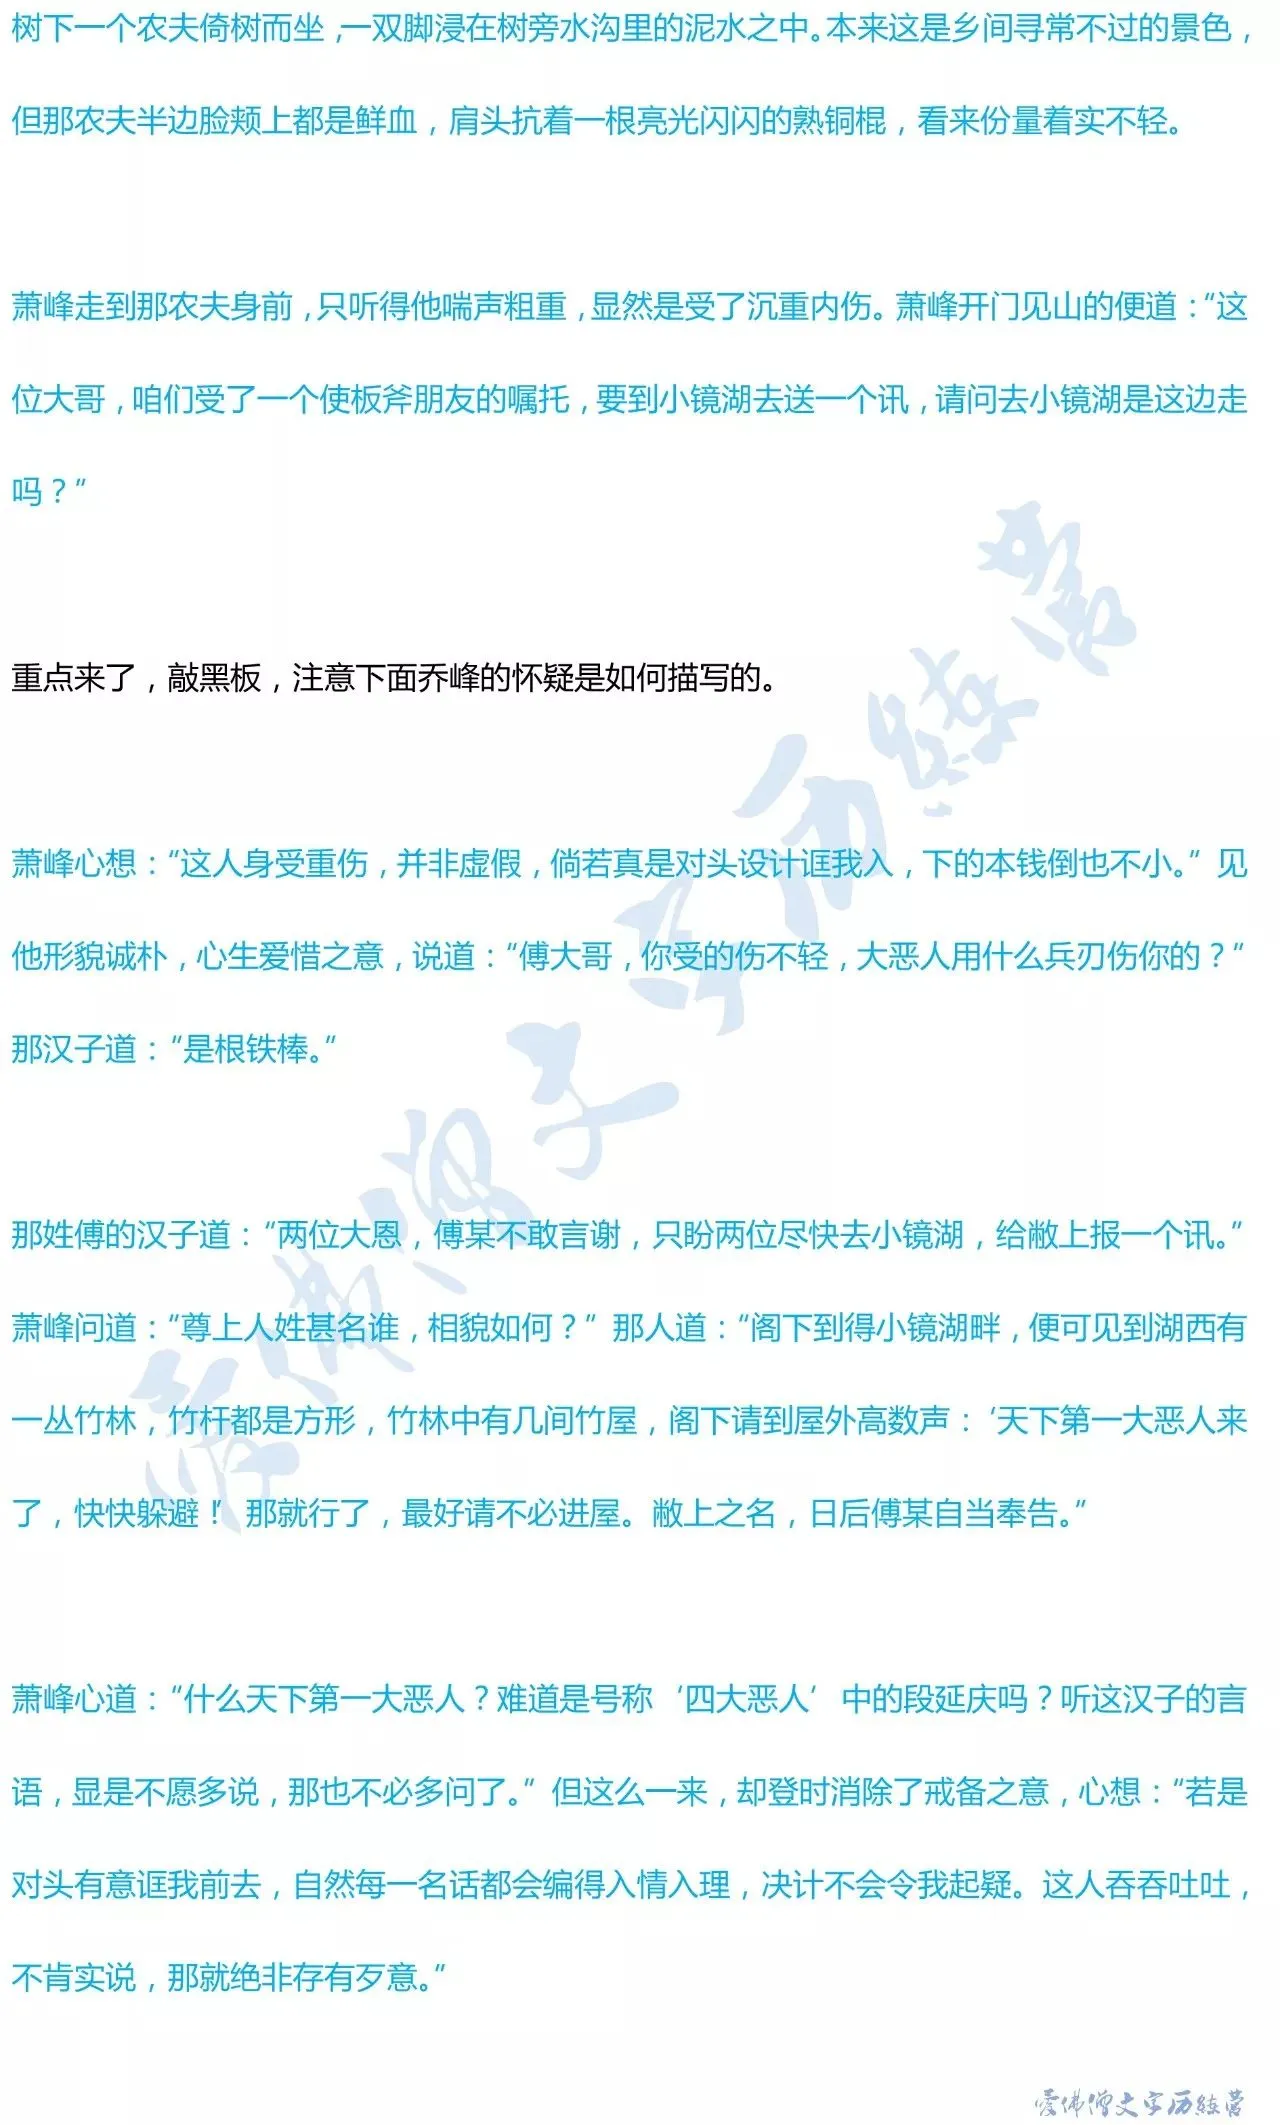 树下一个农夫倚树而坐，一双脚浸在树旁水沟里的泥水之中。本来这是乡间寻常不过的景色，
但那农夫半边脸颊上都是鲜血，肩头抗着一根亮光闪闪的熟铜棍，看来份量着实不轻。
萧峰走到那农夫身前，只听得他喘声粗重，显然是受了沉重内伤。萧峰开门见山的便道：“这
位大哥，咱们受了一个使板斧朋友的嘱托，要到小镜湖去送一个讯，请问去小镜湖是这边走
吗？”
重点来了，敲黑板，注意下面乔峰的怀疑是如何描写的。
萧峰心想：“这人身受重伤，并非虚假，倘若真是对头设计诓我入，下的本钱倒也不小。”见
他形貌诚朴，心生爱惜之意，说道：“傅大哥，你受的伤不轻，大恶人用什么兵刃伤你的？”
那汉子道：“是根铁棒。”
那姓傅的汉子道：“两位大恩，傅某不敢言谢，只盼两位尽快去小镜湖，给敝上报一个讯。”
萧峰问道：“尊上人姓甚名谁，相貌如何？”那人道：“阁下到得小镜湖畔，便可见到湖西有
一丛竹林，竹杆都是方形，竹林中有几间竹屋，阁下请到屋外高数声：‘天下第一大恶人来
了，快快躲避！’那就行了，最好请不必进屋。敝上之名，日后傅某自当奉告。”
萧峰心道：“什么天下第一大恶人？难道是号称‘四大恶人’中的段延庆吗？听这汉子的言
语，显是不愿多说，那也不必多问了。”但这么一来，却登时消除了戒备之意，心想：“若是
对头有意诓我前去，自然每一名话都会编得入情入理，决计不会令我起疑。这人吞吞吐吐，
不肯实说，那就绝非存有歹意。”
爱佛僧文字历练营
爱佛僧文字历练营